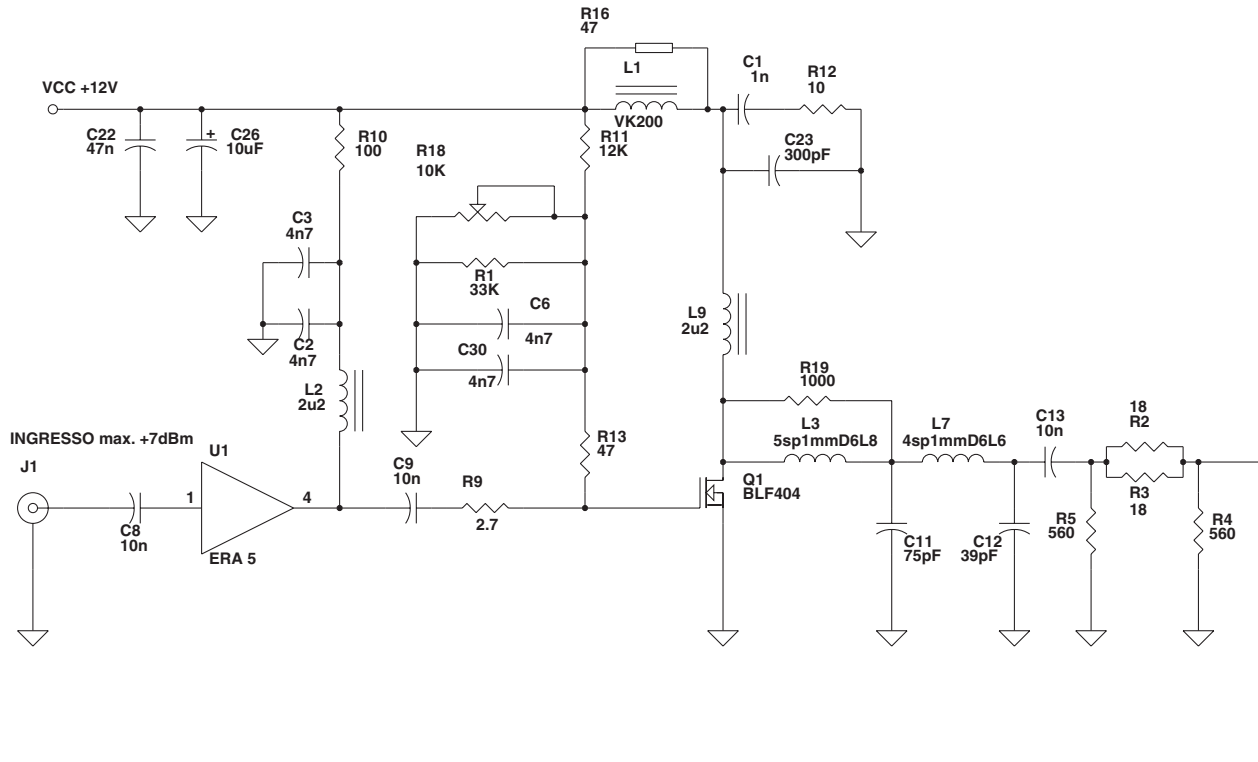 R16
47
L1
VK200
C1
1n
R12
10
VCC +12V
C22
47n
+
C26
10uF
R10
100
R18
10K
R11
12K
C23
300pF
C3
4n7
R1
33K
C6
4n7
C2
4n7
C30
4n7
L9
2u2
L2
2u2
R19
1000
L3
5sp1mmD6L8
L7
4sp1mmD6L6
C13
10n
18
R2
R3
18
INGRESSO max. +7dBm
J1
U1
1
4
ERA 5
C8
10n
C9
10n
R9
2.7
R13
47
Q1
BLF404
C11
75pF
C12
39pF
R5
560
R4
560